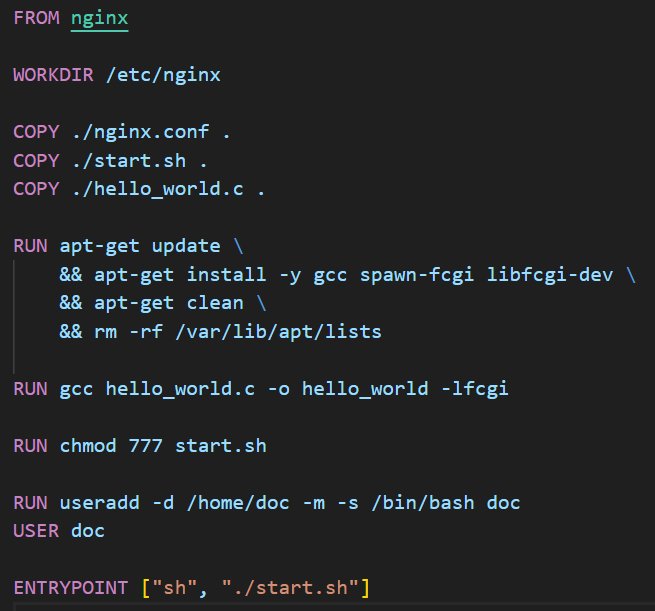 FROM nginx
WORKDIR /etc/nginx
COPY ./nginx.conf .
COPY ./start.sh .
COPY ./hello_world.c .
RUN apt-get update \
    && apt-get install -y gcc spawn-fcgi libfcgi-dev \
    && apt-get clean \
    && rm -rf /var/lib/apt/lists
RUN gcc hello_world.c -o hello_world -lfcgi
RUN chmod 777 start.sh
RUN useradd -d /home/doc -m -s /bin/bash doc
USER doc
ENTRYPOINT ["sh", "./start.sh"]